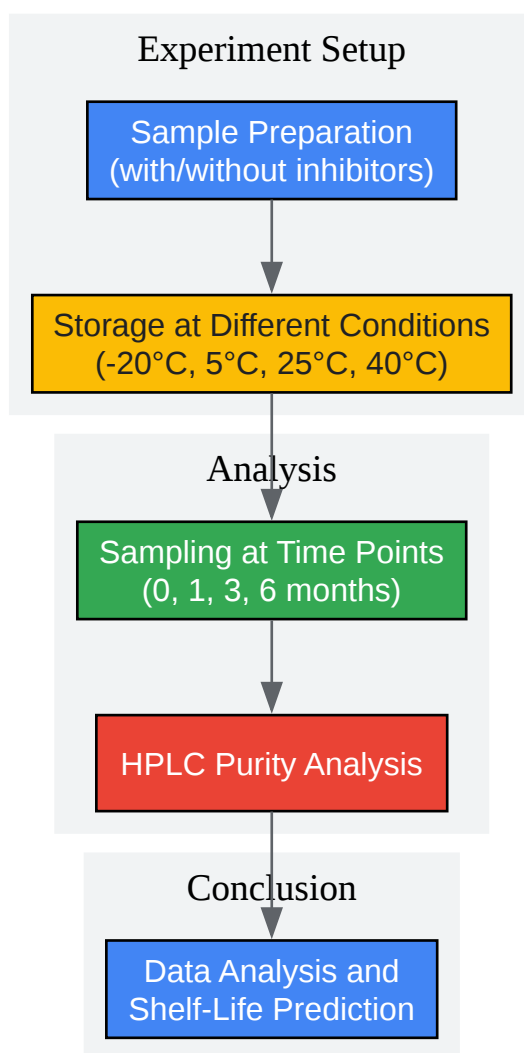 Experiment Setup
Sample Preparation
(with/without inhibitors)
Storage at Different Conditions
(-20°C, 5°C, 25°C, 40°C)
Analysis
Sampling at Time Points
(0, 1, 3, 6 months)
HPLC Purity Analysis
Conclusion
Data Analysis and
Shelf-Life Prediction